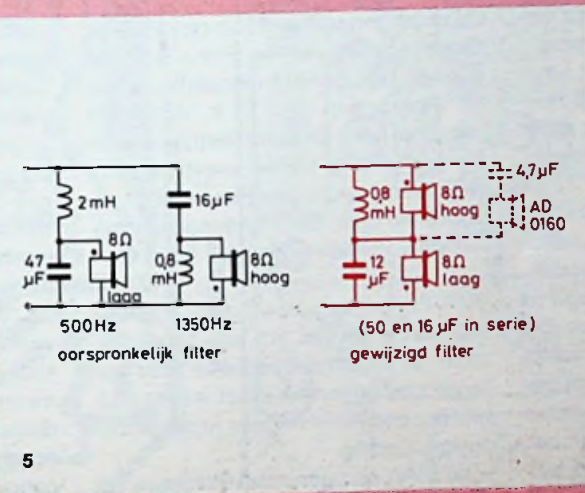 2mH
47
µF
8Ω
laag
16µF
0,8
mH
8Ω
hoog
500Hz
1350Hz
oorspronkelijk filter
0,8
mH
8Ω
hoog
4,7µF
AD
0160
12
µF
8Ω
laag
(50 en 16 µF in serie)
gewijzigd filter
5